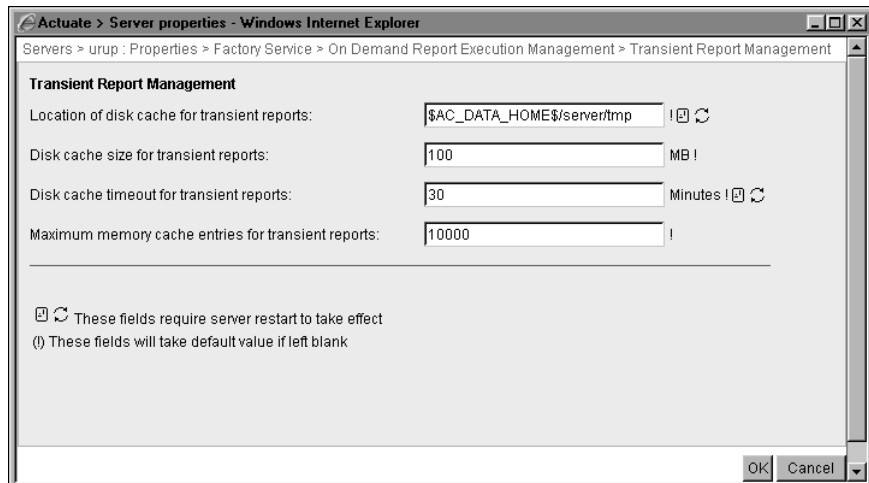 Actuate > Server properties - Windows Internet Explorer
Servers > urup : Properties > Factory Service > On Demand Report Execution Management > Transient Report Management
Transient Report Management
Location of disk cache for transient reports: $AC_DATA_HOME$/server/tmp !
Disk cache size for transient reports: 100 MB !
Disk cache timeout for transient reports: 30 Minutes !
Maximum memory cache entries for transient reports: 10000 !
These fields require server restart to take effect
(!) These fields will take default value if left blank
OK Cancel